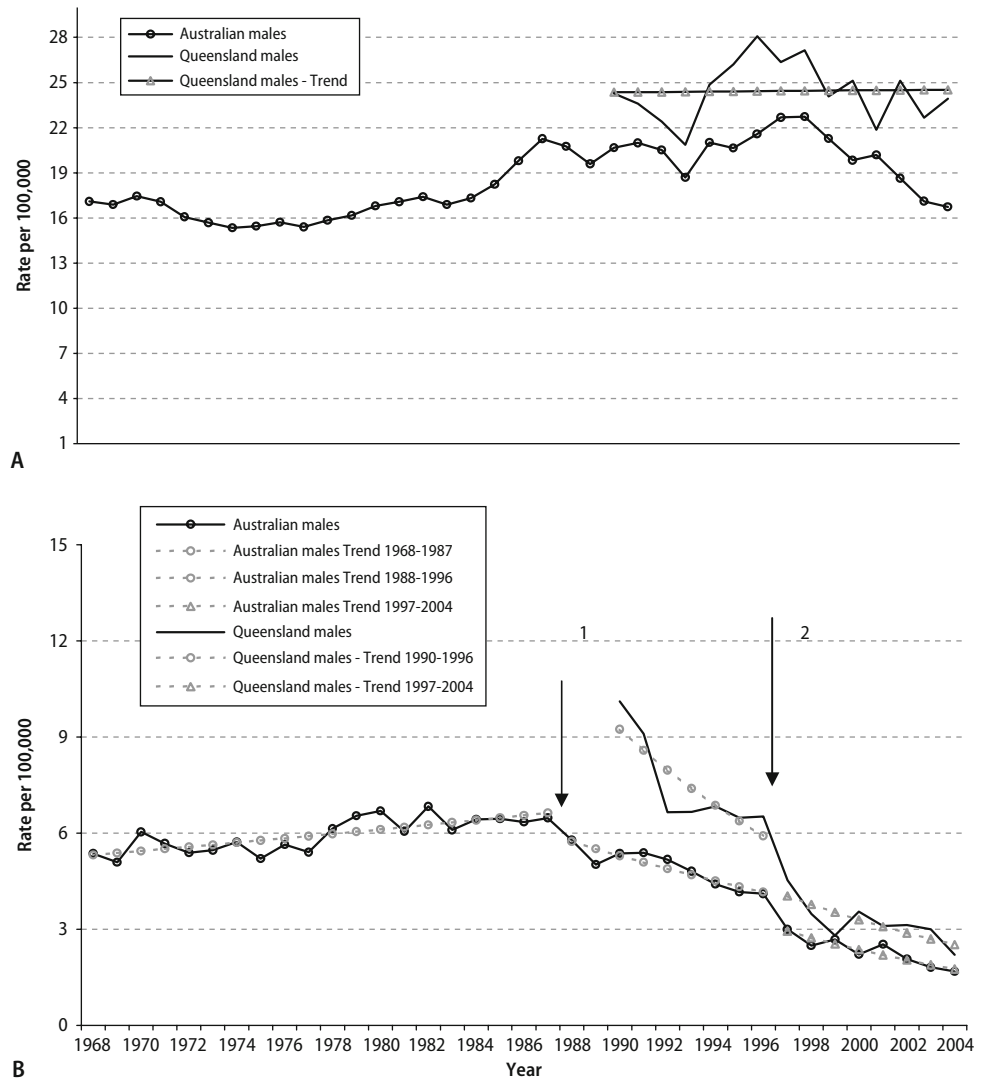 28
25
22
19
16
13
10
7
4
1
Rate per 100,000
Australian males
Queensland males
Queensland males - Trend
A
Australian males
Australian males Trend 1968-1987
Australian males Trend 1988-1996
Australian males Trend 1997-2004
Queensland males
Queensland males - Trend 1990-1996
Queensland males - Trend 1997-2004
15
12
9
6
3
0
Rate per 100,000
1
2
1968 1970 1972 1974 1976 1978 1980 1982 1984 1986 1988 1990 1992 1994 1996 1998 2000 2002 2004
B
Year